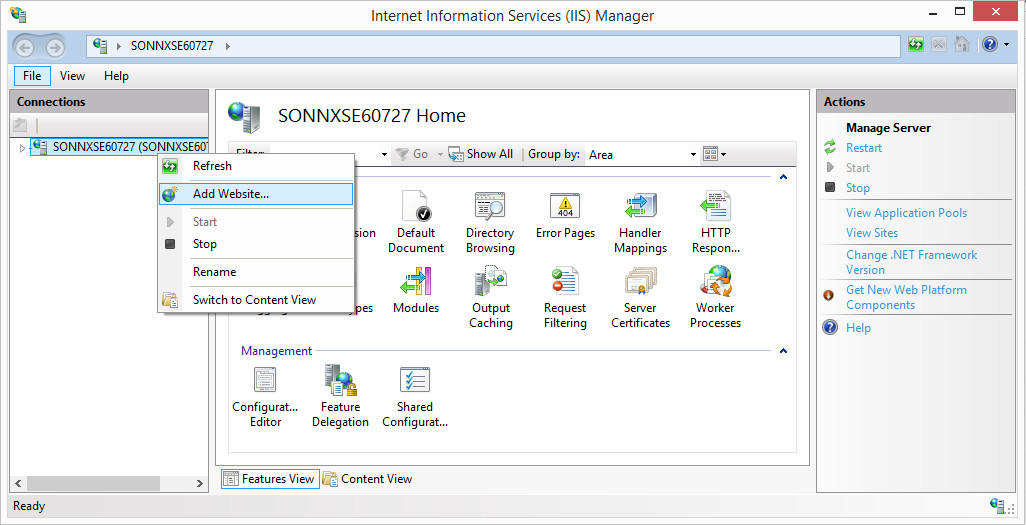 Internet Information Services (IIS) Manager
SONNXSE60727
File View Help
Connections
SONNXSE60727 (SONNXSE607
Refresh
Add Website...
Start
Stop
Rename
Switch to Content View
SONNXSE60727 Home
Filter:
Go
Show All
Group by:
Area
Default
Document
Directory
Browsing
Error Pages
404
Handler
Mappings
HTTP
Respon...
Modules
Output
Caching
Request
Filtering
Server
Certificates
Worker
Processes
Management
Configurat...
Editor
Feature
Delegation
Shared
Configurat...
Features View
Content View
Actions
Manage Server
Restart
Start
Stop
View Application Pools
View Sites
Change .NET Framework
Version
Get New Web Platform
Components
Help
Ready